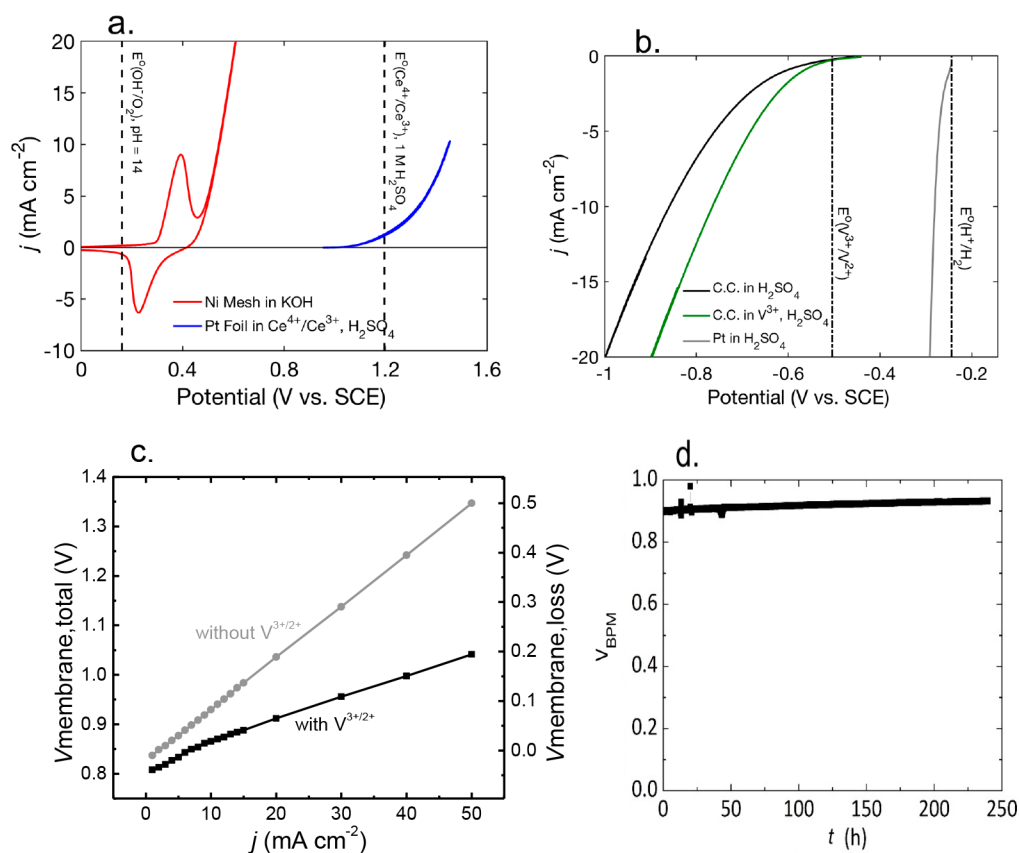 a.
20
15
10
5
0
-5
-10
j (mA cm-2)
E°(OH-/O2), pH = 14
E°(Ce4+/Ce3+), 1 M H2SO4
Ni Mesh in KOH
Pt Foil in Ce4+/Ce3+, H2SO4
0 0.4 0.8 1.2 1.6
Potential (V vs. SCE)
b.
0
-5
-10
-15
-20
j (mA cm-2)
E°(V3+/V2+)
E°(H+/H2)
C.C. in H2SO4
C.C. in V3+, H2SO4
Pt in H2SO4
-1 -0.8 -0.6 -0.4 -0.2
Potential (V vs. SCE)
c.
1.4
1.3
1.2
1.1
1.0
0.9
0.8
Vmembrane,total (V)
without V3+/2+
with V3+/2+
0.5
0.4
0.3
0.2
0.1
0.0
Vmembrane,loss (V)
0 10 20 30 40 50
j (mA cm-2)
d.
1.0
0.8
0.6
0.4
0.2
0.0
VBPM
0 50 100 150 200 250
t (h)